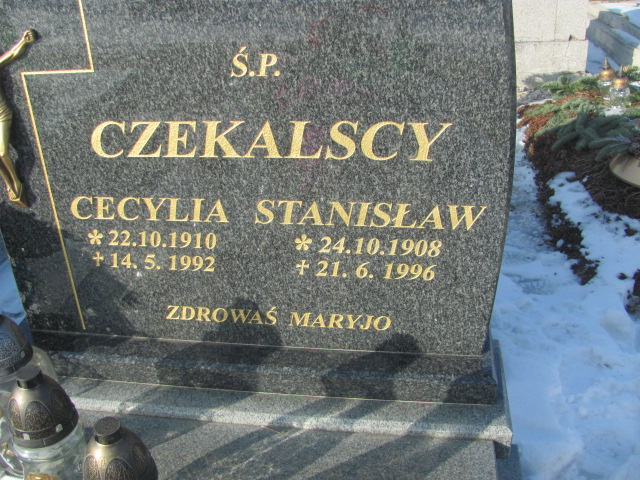 Ś.P.
CZEKALSCY
CECYLIA STANISŁAW
* 22.10.1910 * 24.10.1908
† 14. 5. 1992 † 21. 6. 1996
ZDROWAŚ MARYJO